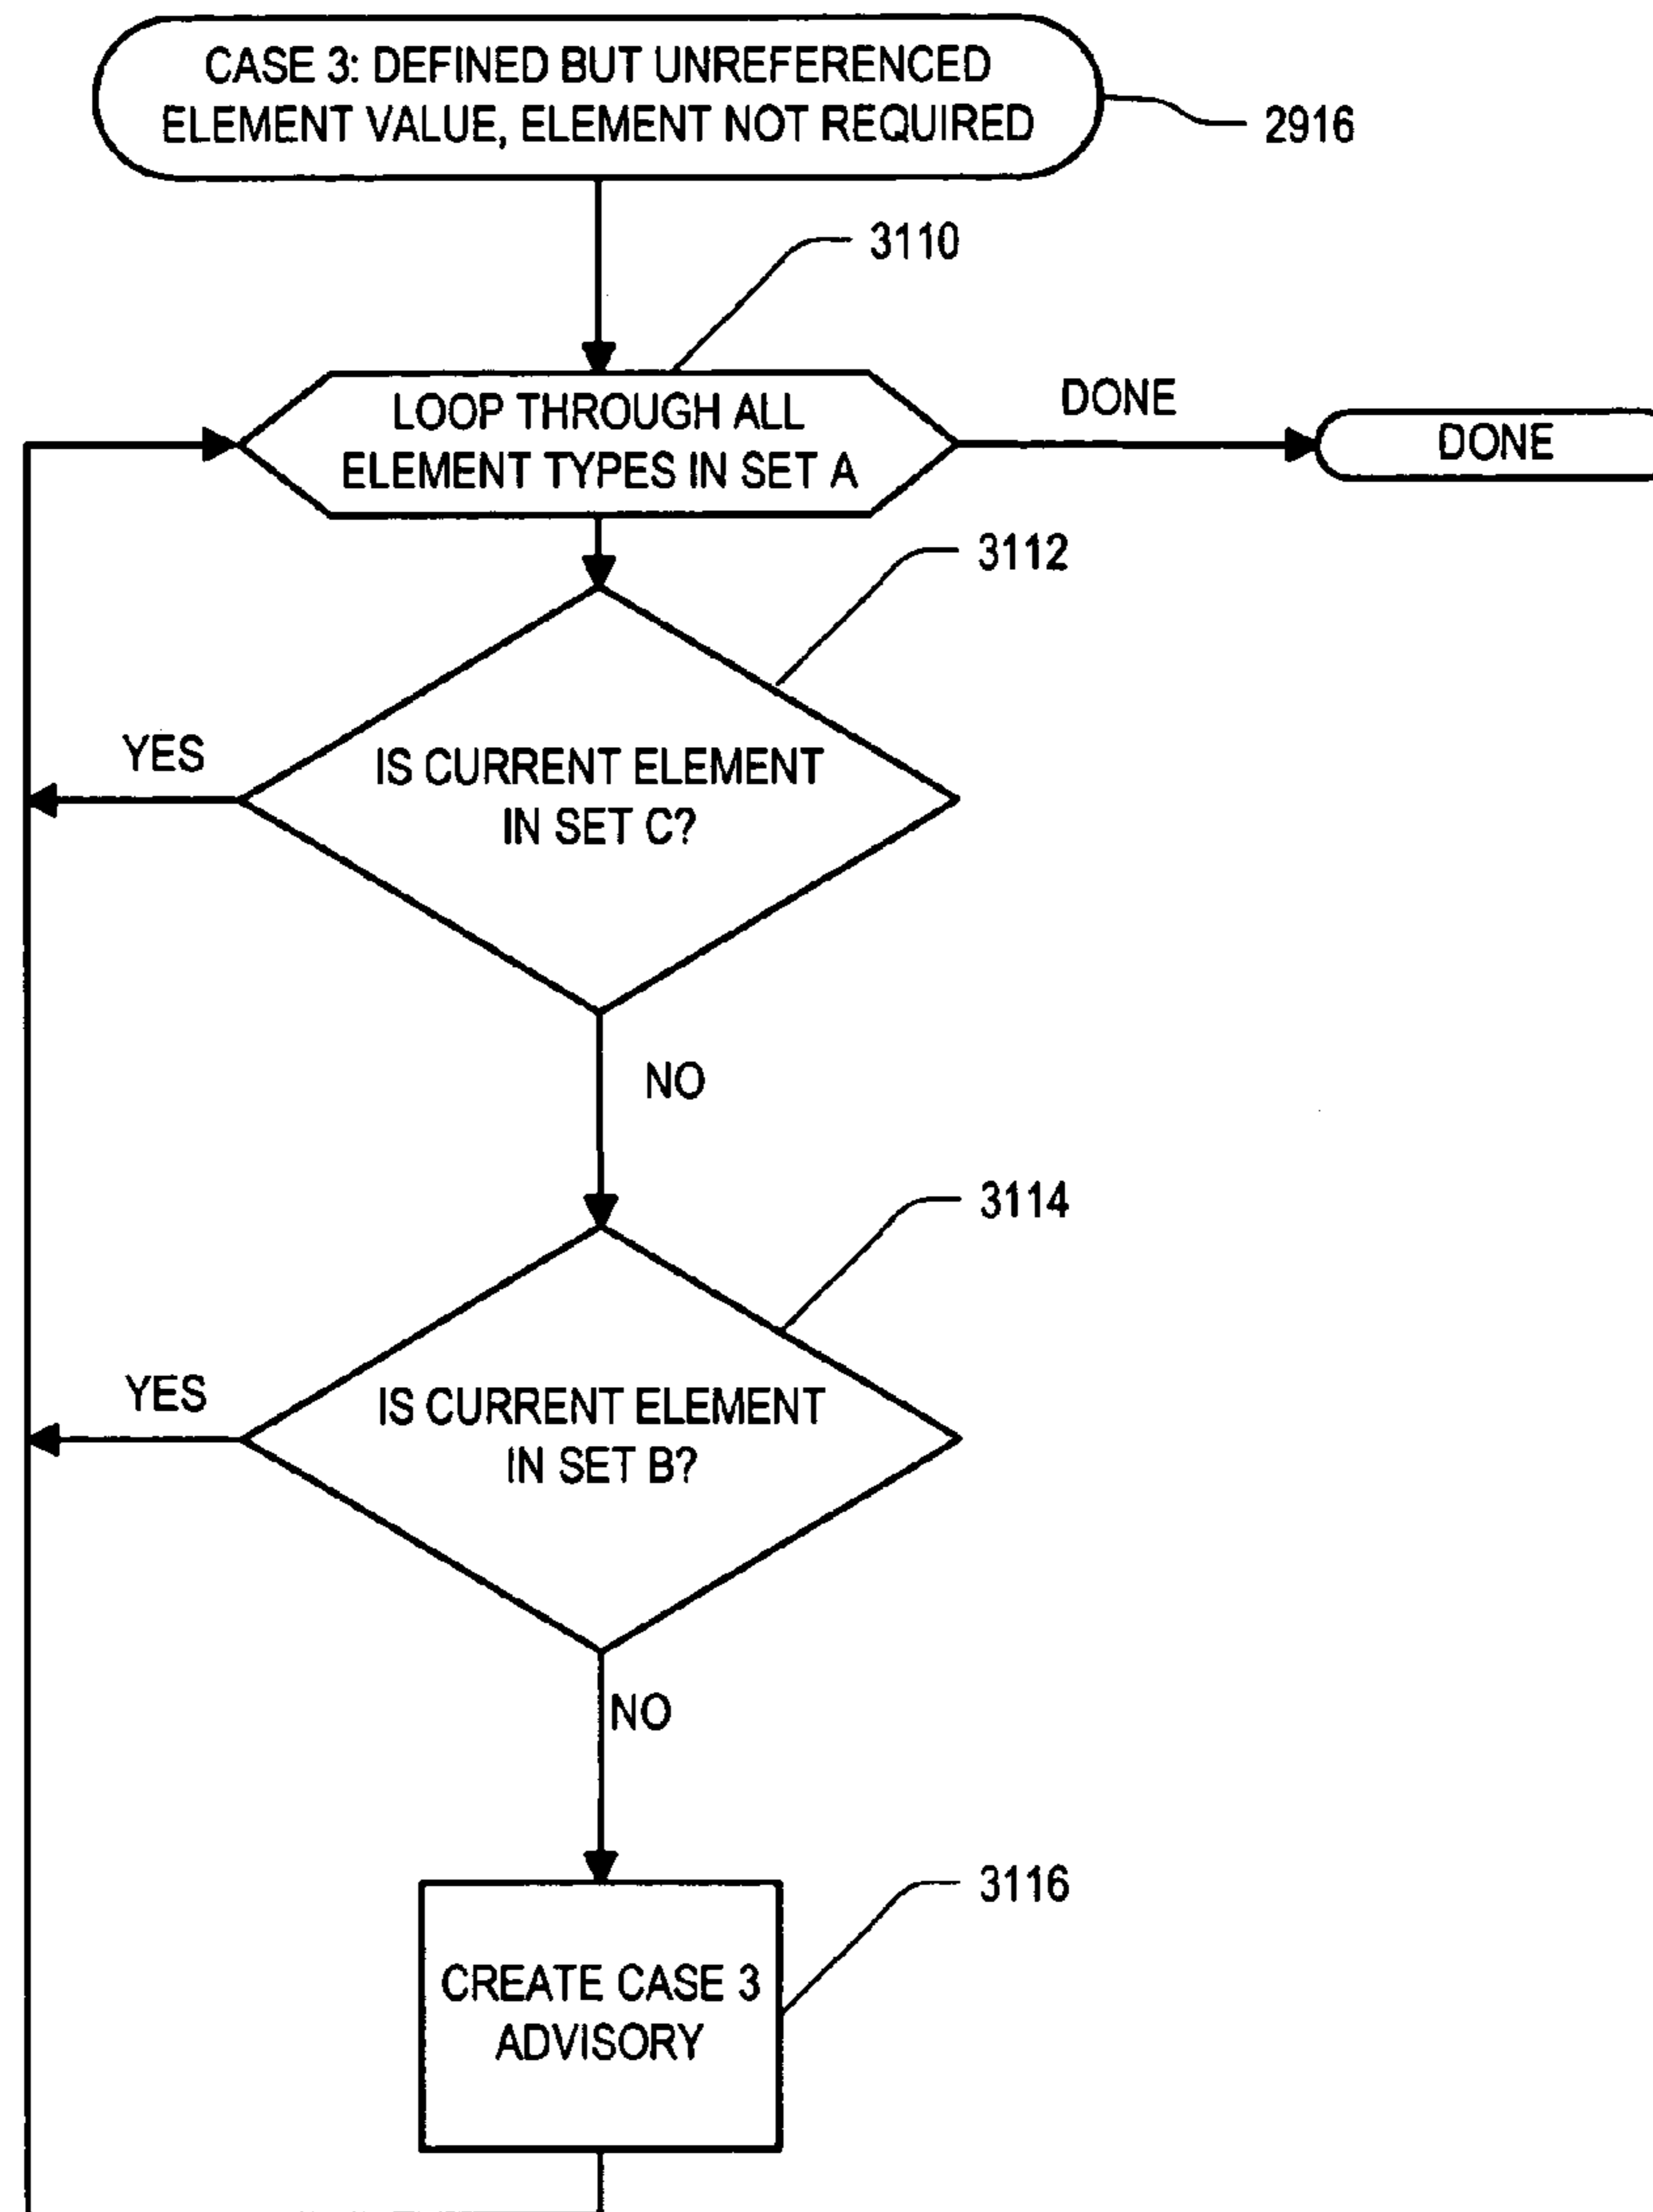 CASE 3: DEFINED BUT UNREFERENCED
ELEMENT VALUE, ELEMENT NOT REQUIRED
2916
3110
LOOP THROUGH ALL
ELEMENT TYPES IN SET A
DONE
DONE
3112
YES
IS CURRENT ELEMENT
IN SET C?
NO
3114
YES
IS CURRENT ELEMENT
IN SET B?
NO
3116
CREATE CASE 3
ADVISORY